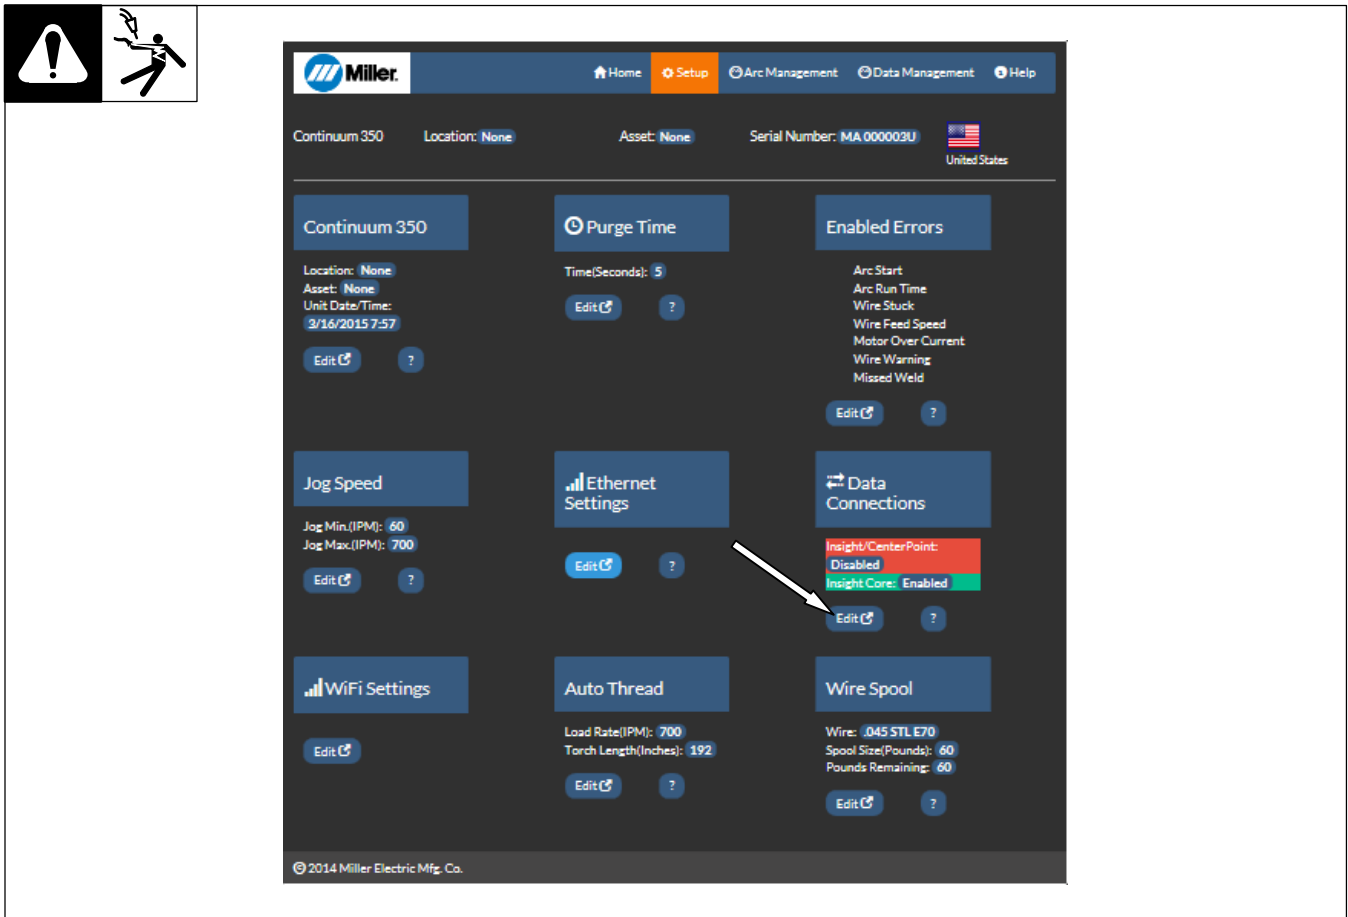 Miller.
Home Setup Arc Management Data Management Help
Continuum 350 Location: None Asset: None Serial Number: MA 000003U
United States
Continuum 350
Location: None
Asset: None
Unit Date/Time:
3/16/2015 7:57
Edit ?
Purge Time
Time(Seconds): 5
Edit ?
Enabled Errors
Arc Start
Arc Run Time
Wire Stuck
Wire Feed Speed
Motor Over Current
Wire Warning
Missed Weld
Edit ?
Jog Speed
Jog Min.(IPM): 60
Jog Max.(IPM): 700
Edit ?
Ethernet
Settings
Edit ?
Data
Connections
Insight/CenterPoint:
Disabled
Insight Core: Enabled
Edit ?
WiFi Settings
Edit
Auto Thread
Load Rate(IPM): 700
Torch Length(Inches): 192
Edit ?
Wire Spool
Wire: .045 STL E70
Spool Size(Pounds): 60
Pounds Remaining: 60
Edit ?
© 2014 Miller Electric Mfg. Co.